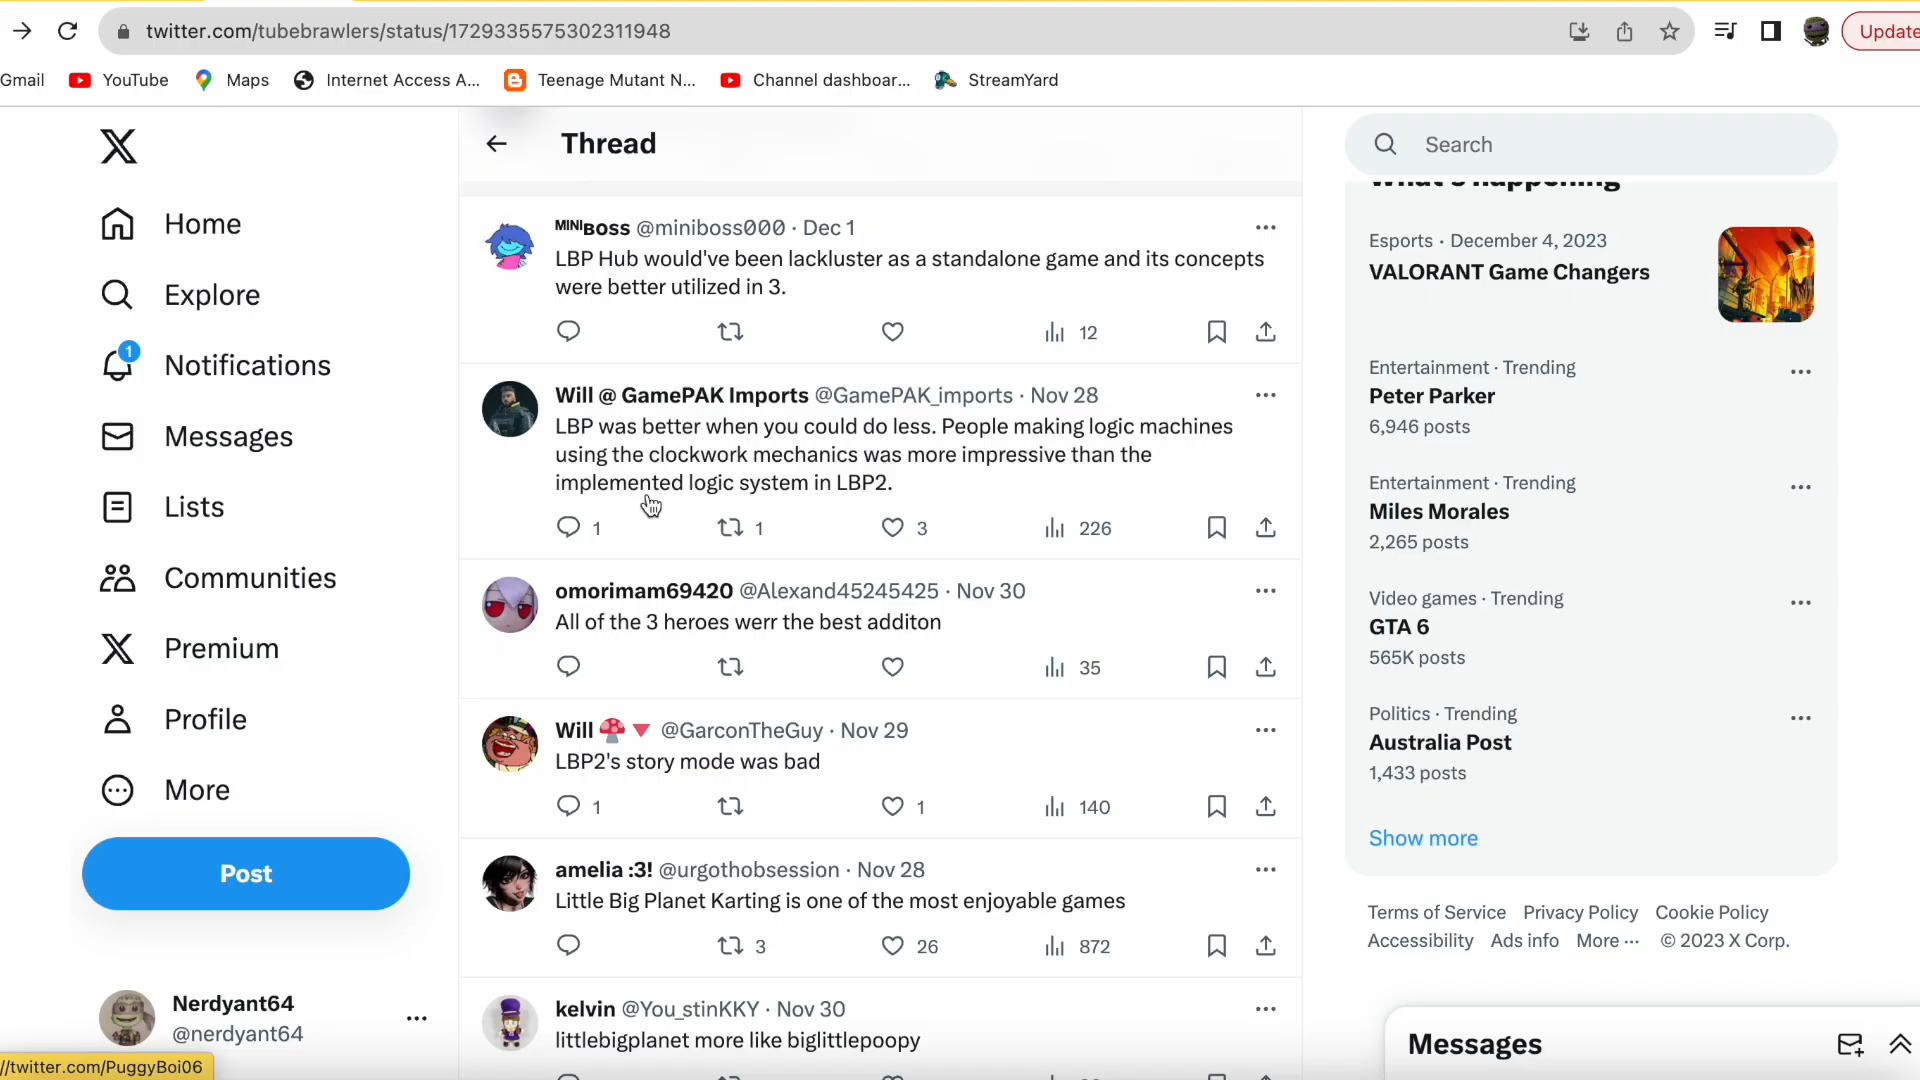 twitter.com/tubebrawlers/status/1729335575302311948
Update
Gmail YouTube Maps Internet Access A... Teenage Mutant N... Channel dashboar... StreamYard
Home
Explore
1
Notifications
Messages
Lists
Communities
Premium
Profile
More
Post
Nerdyant64
@nerdyant64
//twitter.com/PuggyBoi06
Thread
ᴹᴵᴺᴵBOSS @miniboss000 · Dec 1
LBP Hub would've been lackluster as a standalone game and its concepts
were better utilized in 3.
12
Will @ GamePAK Imports @GamePAK_imports · Nov 28
LBP was better when you could do less. People making logic machines
using the clockwork mechanics was more impressive than the
implemented logic system in LBP2.
1 1 3 226
omorimam69420 @Alexand45245425 · Nov 30
All of the 3 heroes werr the best additon
35
Will 🍄🔻 @GarconTheGuy · Nov 29
LBP2's story mode was bad
1 1 140
amelia :3! @urgothobsession · Nov 28
Little Big Planet Karting is one of the most enjoyable games
3 26 872
kelvin @You_stinKKY · Nov 30
littlebigplanet more like biglittlepoopy
Search
What's happening
Esports · December 4, 2023
VALORANT Game Changers
Entertainment · Trending
Peter Parker
6,946 posts
Entertainment · Trending
Miles Morales
2,265 posts
Video games · Trending
GTA 6
565K posts
Politics · Trending
Australia Post
1,433 posts
Show more
Terms of Service Privacy Policy Cookie Policy
Accessibility Ads info More ··· © 2023 X Corp.
Messages